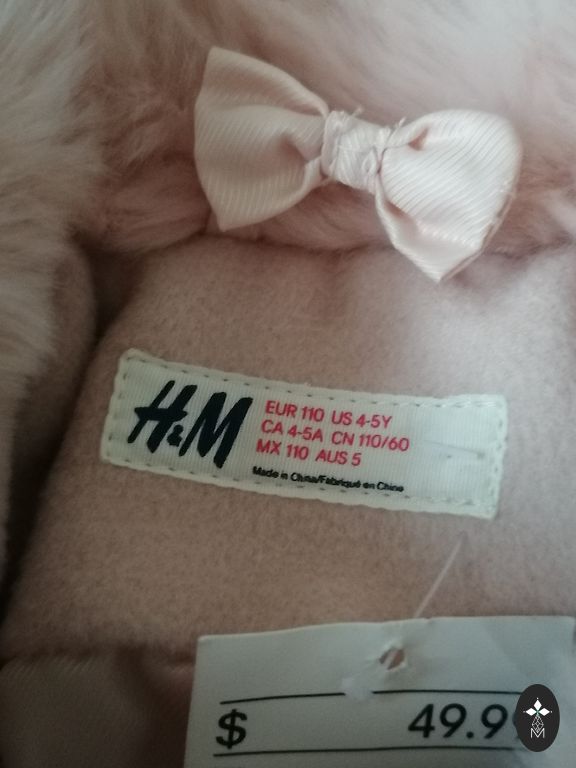 H&M
EUR 110 US 4-5Y
CA 4-5A CN 110/60
MX 110 AUS 5
Made in China/Fabriqué en Chine
$ 49.9
M